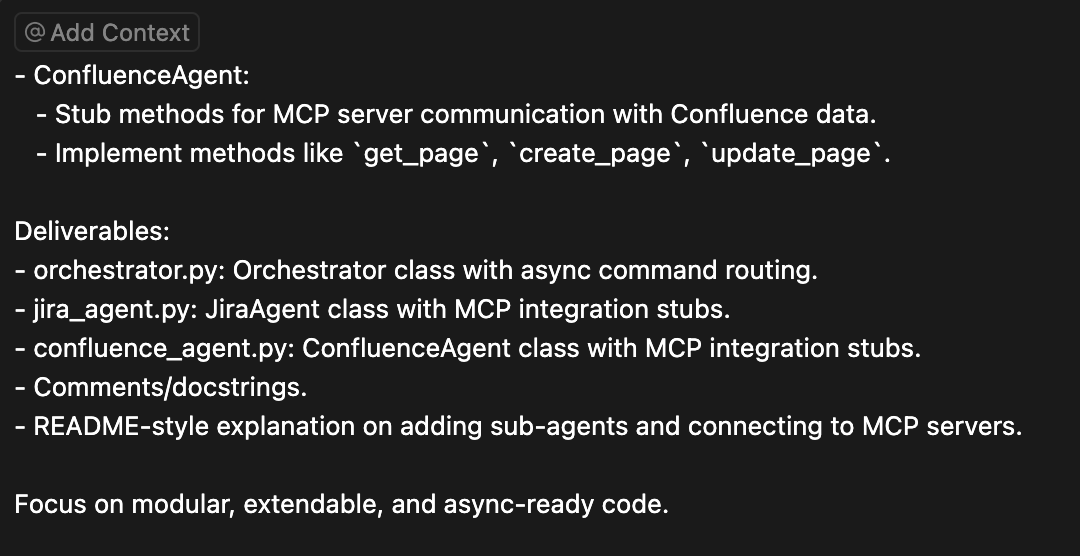 @ Add Context
- ConfluenceAgent:
- Stub methods for MCP server communication with Confluence data.
- Implement methods like `get_page`, `create_page`, `update_page`.
Deliverables:
- orchestrator.py: Orchestrator class with async command routing.
- jira_agent.py: JiraAgent class with MCP integration stubs.
- confluence_agent.py: ConfluenceAgent class with MCP integration stubs.
- Comments/docstrings.
- README-style explanation on adding sub-agents and connecting to MCP servers.
Focus on modular, extendable, and async-ready code.